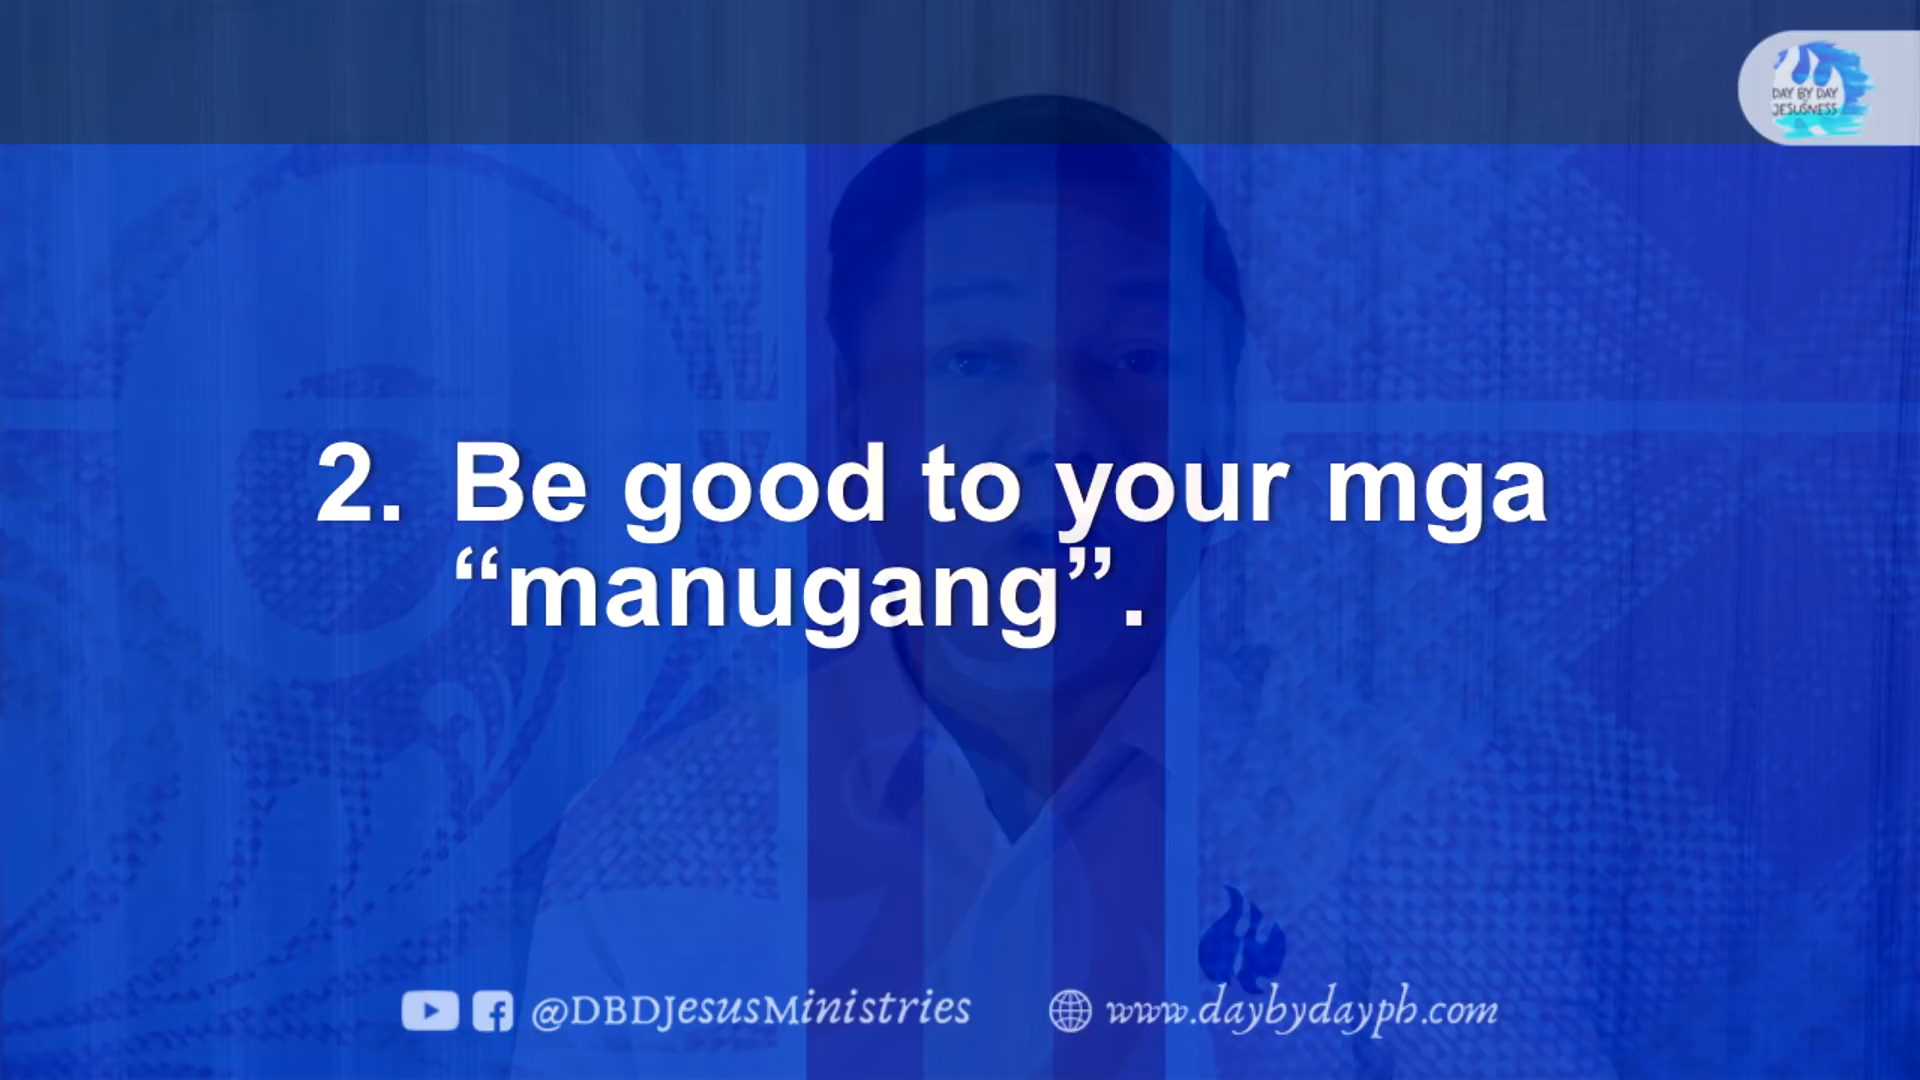 DAY BY DAY
JESUSNESS
2. Be good to your mga
“manugang”.
@DBDJesusMinistries www.daybydayph.com